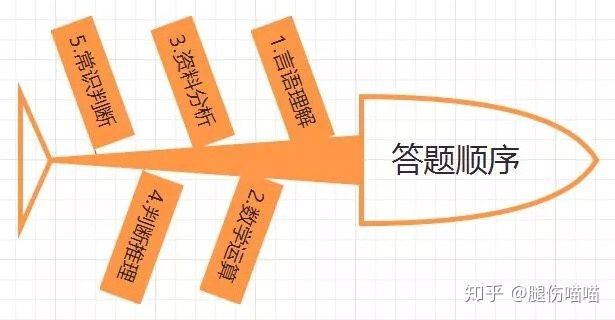 答题顺序
1.言语理解
2.数学运算
3.资料分析
4.判断推理
5.常识判断
知乎 @腿伤喵喵